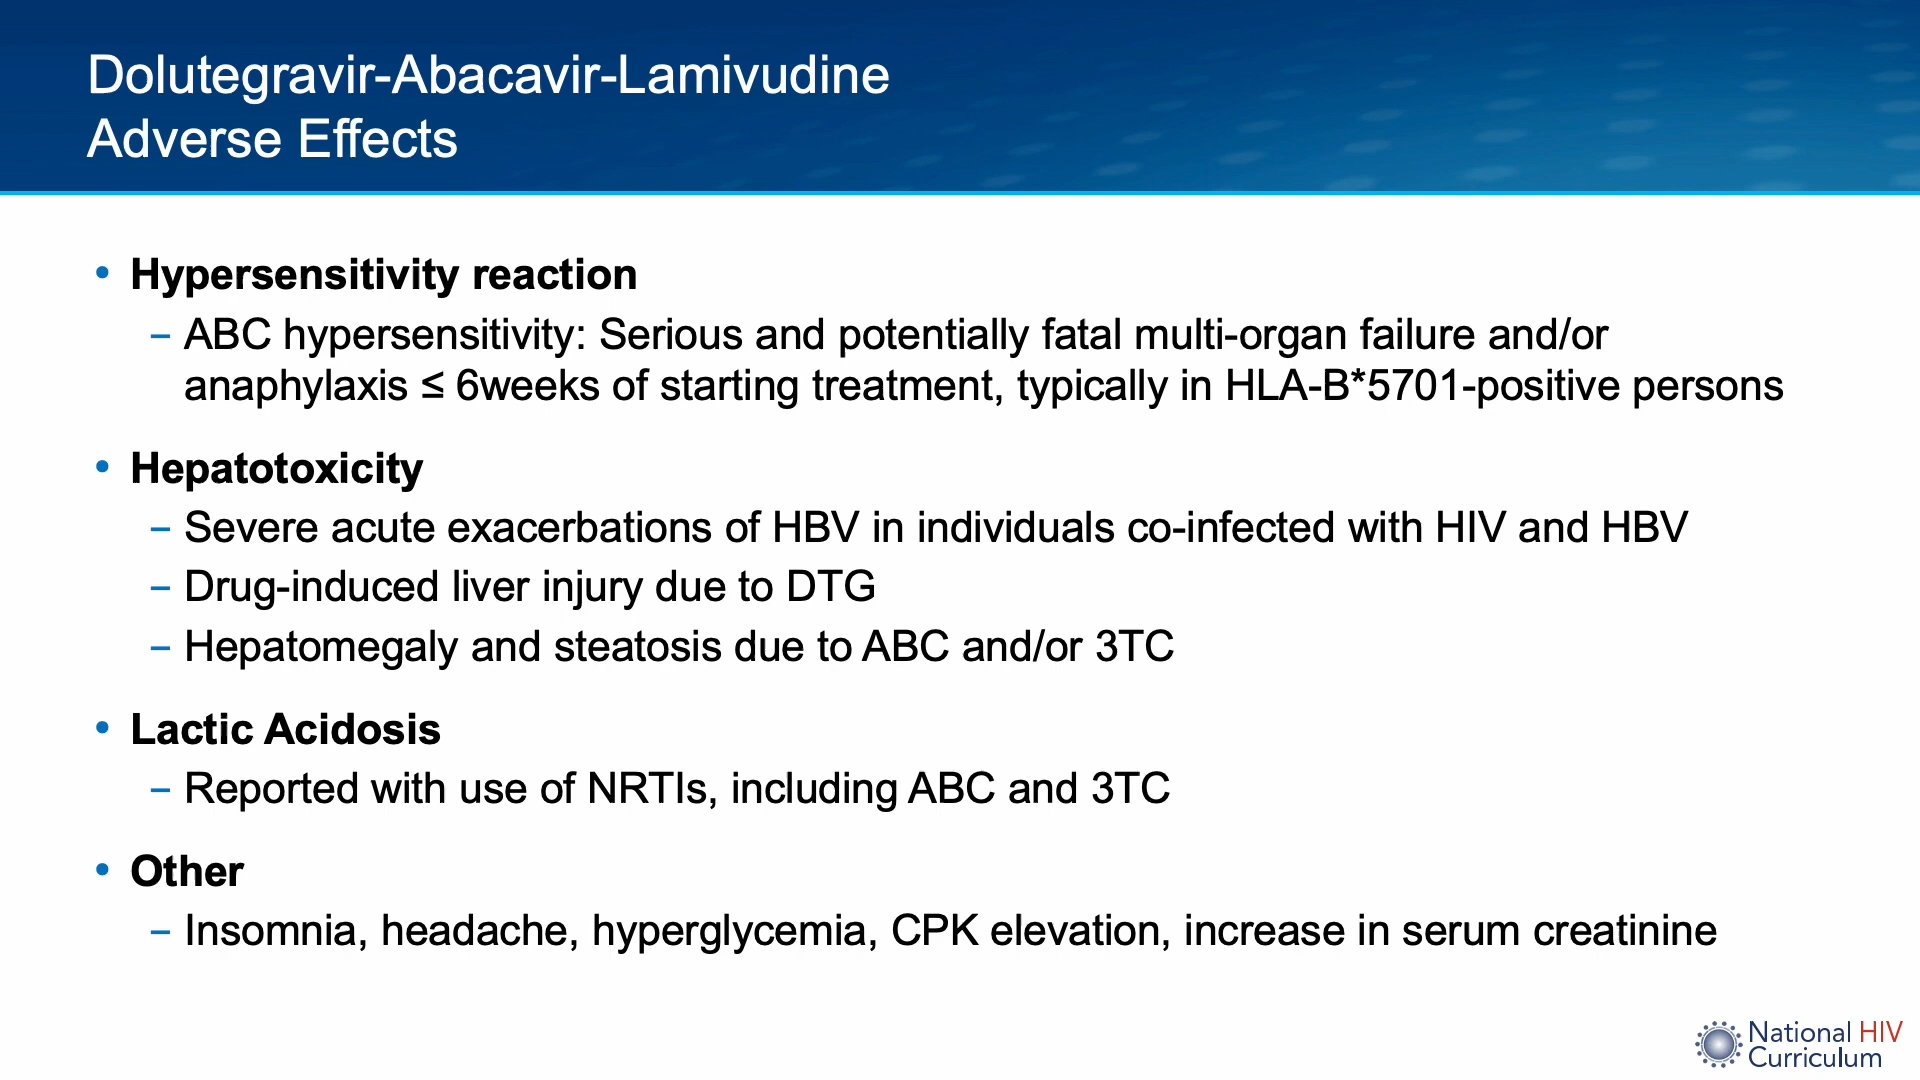 Dolutegravir-Abacavir-Lamivudine
Adverse Effects
• Hypersensitivity reaction
– ABC hypersensitivity: Serious and potentially fatal multi-organ failure and/or
anaphylaxis ≤ 6weeks of starting treatment, typically in HLA-B*5701-positive persons
• Hepatotoxicity
– Severe acute exacerbations of HBV in individuals co-infected with HIV and HBV
– Drug-induced liver injury due to DTG
– Hepatomegaly and steatosis due to ABC and/or 3TC
• Lactic Acidosis
– Reported with use of NRTIs, including ABC and 3TC
• Other
– Insomnia, headache, hyperglycemia, CPK elevation, increase in serum creatinine
National HIV
Curriculum